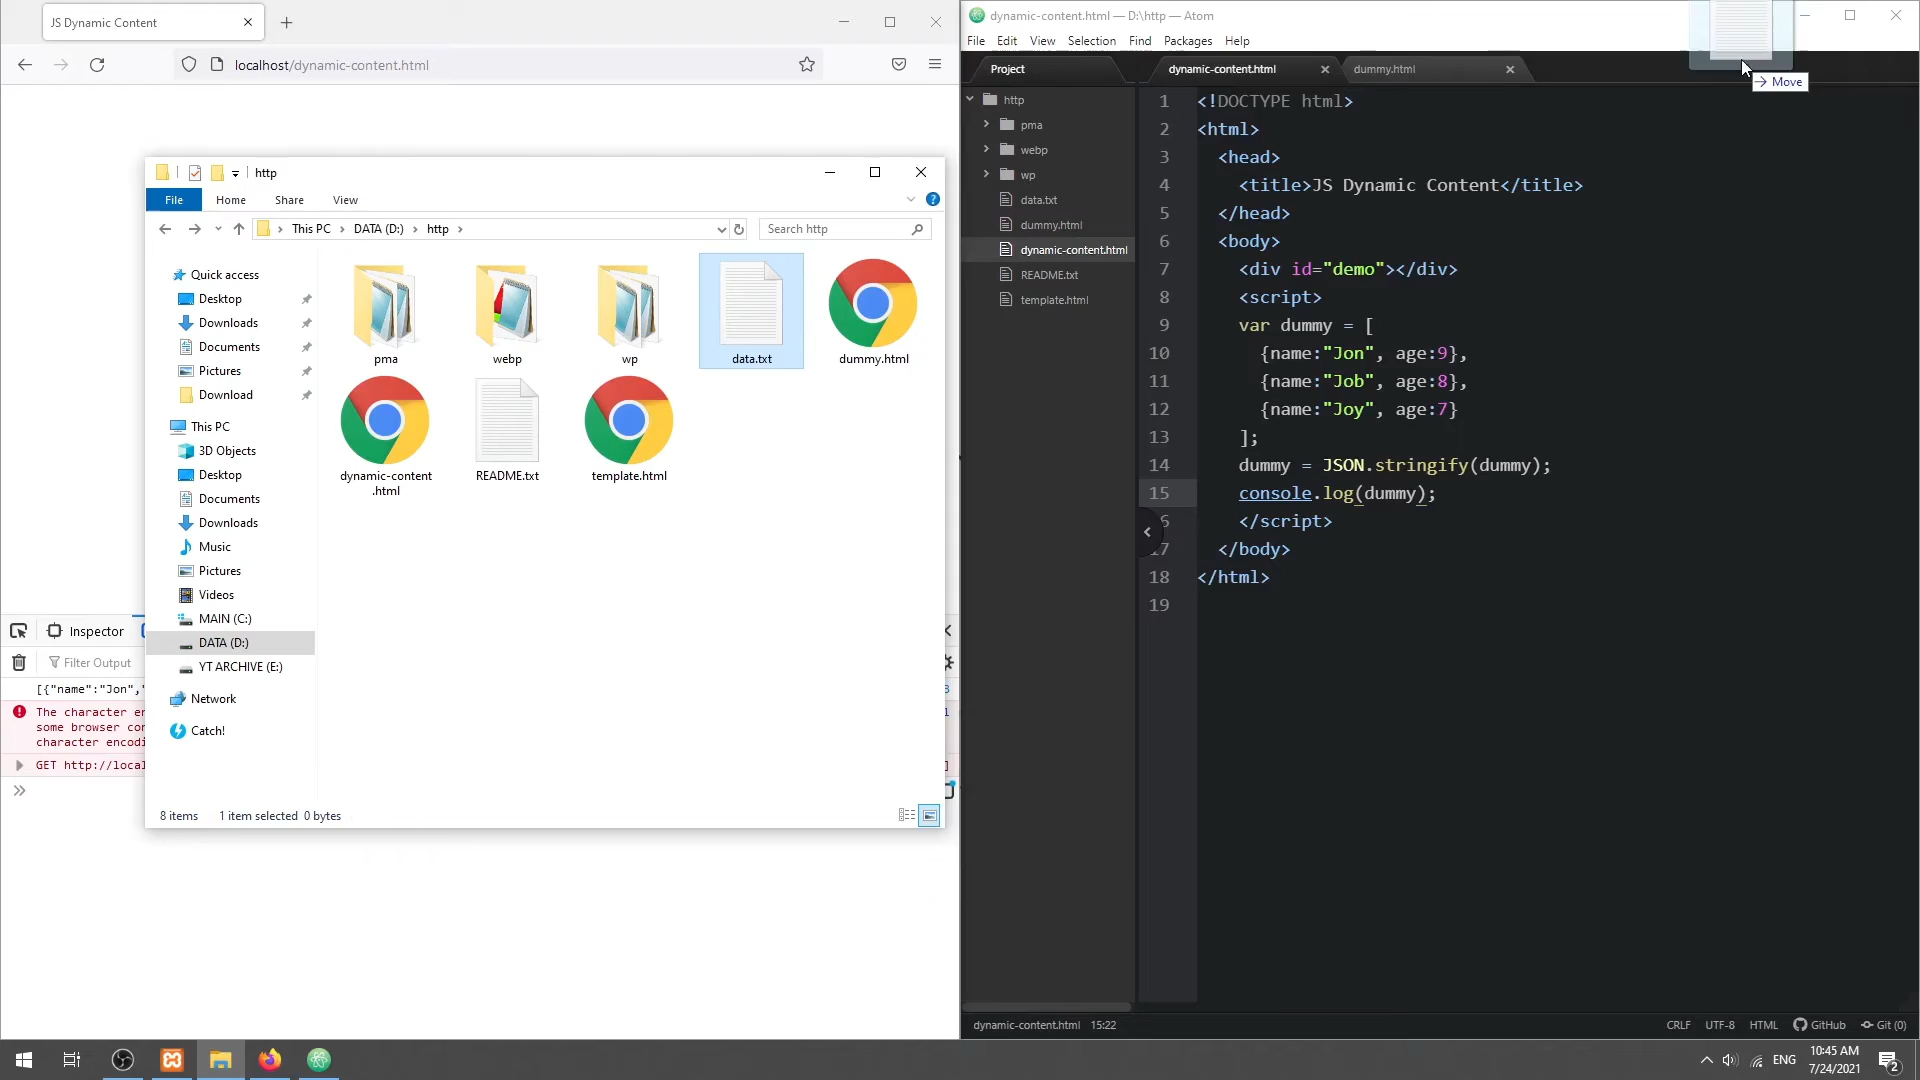 JS Dynamic Content
localhost/dynamic-content.html
http
File Home Share View
This PC DATA (D:) http
Search http
Quick access
Desktop
Downloads
Documents
Pictures
Download
This PC
3D Objects
Desktop
Documents
Downloads
Music
Pictures
Videos
MAIN (C:)
DATA (D:)
YT ARCHIVE (E:)
Network
Catch!
pma
webp
wp
data.txt
dummy.html
dynamic-content
.html
README.txt
template.html
8 items 1 item selected 0 bytes
Inspector
Filter Output
[{"name":"Jon","
The character en
some browser con
character encodi
GET http://local
dynamic-content.html — D:\http — Atom
File Edit View Selection Find Packages Help
Move
Project
http
pma
webp
wp
data.txt
dummy.html
dynamic-content.html
README.txt
template.html
dynamic-content.html
dummy.html
1 <!DOCTYPE html>
2 <html>
3 <head>
4 <title>JS Dynamic Content</title>
5 </head>
6 <body>
7 <div id="demo"></div>
8 <script>
9 var dummy = [
10 {name:"Jon", age:9},
11 {name:"Job", age:8},
12 {name:"Joy", age:7}
13 ];
14 dummy = JSON.stringify(dummy);
15 console.log(dummy);
6 </script>
17 </body>
18 </html>
19
dynamic-content.html 15:22
CRLF UTF-8 HTML GitHub Git (0)
ENG
10:45 AM
7/24/2021
2